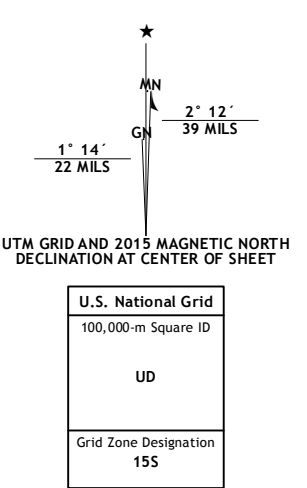 ★
MN
GN
2° 12´
39 MILS
1° 14´
22 MILS
UTM GRID AND 2015 MAGNETIC NORTH
DECLINATION AT CENTER OF SHEET
U.S. National Grid
100,000-m Square ID
UD
Grid Zone Designation
15S